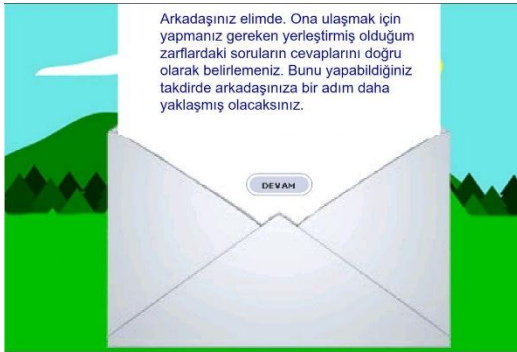 Arkadaşınız elimde. Ona ulaşmak için
yapmanız gereken yerleştirmiş olduğum
zarflardaki soruların cevaplarını doğru
olarak belirlemeniz. Bunu yapabildiğiniz
takdirde arkadaşınıza bir adım daha
yaklaşmış olacaksınız.
DEVAM